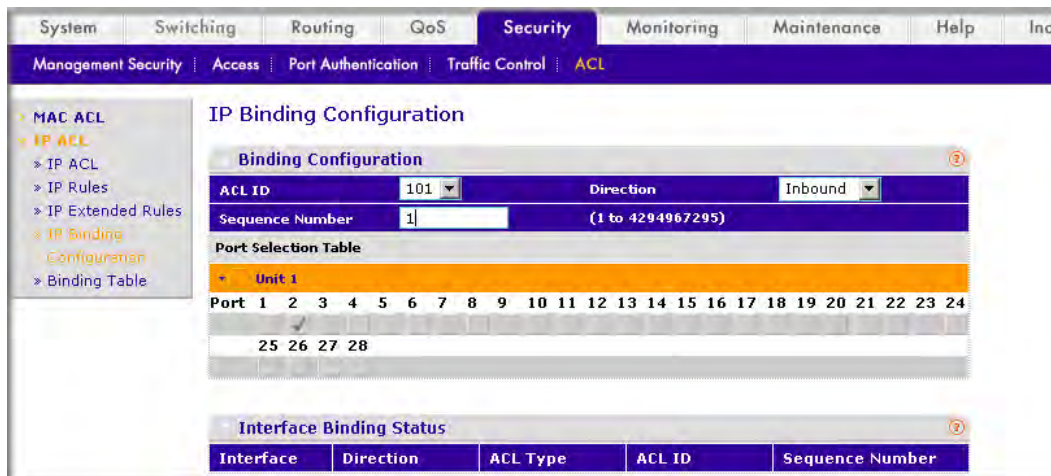 System Switching Routing QoS Security Monitoring Maintenance Help
Management Security Access Port Authentication Traffic Control ACL
MAC ACL
IP ACL
» IP ACL
» IP Rules
» IP Extended Rules
» IP Binding
Configuration
» Binding Table
IP Binding Configuration
Binding Configuration ?
ACL ID 101 Direction Inbound
Sequence Number 1 (1 to 4294967295)
Port Selection Table
Unit 1
Port 1 2 3 4 5 6 7 8 9 10 11 12 13 14 15 16 17 18 19 20 21 22 23 24
25 26 27 28
Interface Binding Status ?
Interface Direction ACL Type ACL ID Sequence Number